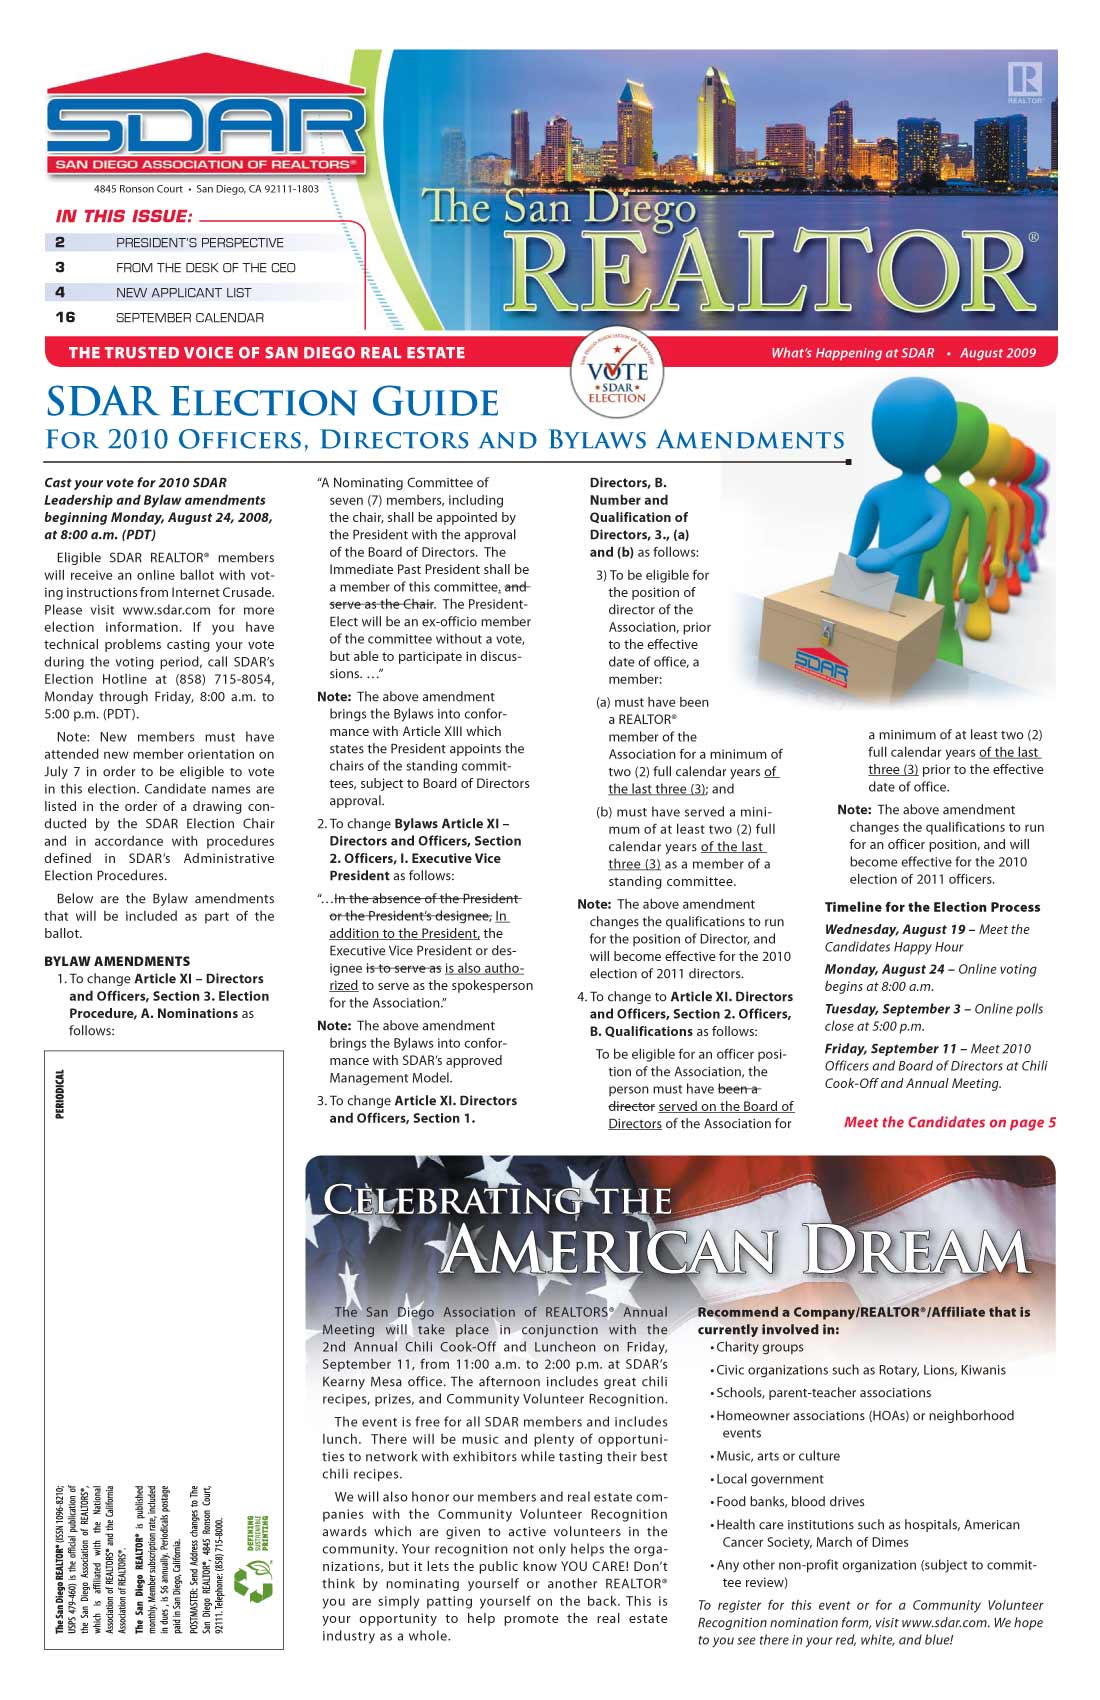 SDAR
SAN DIEGO ASSOCIATION OF REALTORS®
4845 Ronson Court • San Diego, CA 92111-1803
IN THIS ISSUE:
2 PRESIDENT'S PERSPECTIVE
3 FROM THE DESK OF THE CEO
4 NEW APPLICANT LIST
16 SEPTEMBER CALENDAR
R
REALTOR®
The San Diego
REALTOR®
THE TRUSTED VOICE OF SAN DIEGO REAL ESTATE
What's Happening at SDAR • August 2009
SAN DIEGO ASSOCIATION OF REALTORS®
VOTE
SDAR
ELECTION
SDAR ELECTION GUIDE
FOR 2010 OFFICERS, DIRECTORS AND BYLAWS AMENDMENTS
Cast your vote for 2010 SDAR
Leadership and Bylaw amendments
beginning Monday, August 24, 2008,
at 8:00 a.m. (PDT)
Eligible SDAR REALTOR® members
will receive an online ballot with vot-
ing instructions from Internet Crusade.
Please visit www.sdar.com for more
election information. If you have
technical problems casting your vote
during the voting period, call SDAR's
Election Hotline at (858) 715-8054,
Monday through Friday, 8:00 a.m. to
5:00 p.m. (PDT).
Note: New members must have
attended new member orientation on
July 7 in order to be eligible to vote
in this election. Candidate names are
listed in the order of a drawing con-
ducted by the SDAR Election Chair
and in accordance with procedures
defined in SDAR's Administrative
Election Procedures.
Below are the Bylaw amendments
that will be included as part of the
ballot.
BYLAW AMENDMENTS
1. To change Article XI – Directors
and Officers, Section 3. Election
Procedure, A. Nominations as
follows:
"A Nominating Committee of
seven (7) members, including
the chair, shall be appointed by
the President with the approval
of the Board of Directors. The
Immediate Past President shall be
a member of this committee, and
serve as the Chair. The President-
Elect will be an ex-officio member
of the committee without a vote,
but able to participate in discus-
sions. …"
Note: The above amendment
brings the Bylaws into confor-
mance with Article XIII which
states the President appoints the
chairs of the standing commit-
tees, subject to Board of Directors
approval.
2. To change Bylaws Article XI –
Directors and Officers, Section
2. Officers, I. Executive Vice
President as follows:
"…In the absence of the President
or the President's designee, In
addition to the President, the
Executive Vice President or des-
ignee is to serve as is also autho-
rized to serve as the spokesperson
for the Association."
Note: The above amendment
brings the Bylaws into confor-
mance with SDAR's approved
Management Model.
3. To change Article XI. Directors
and Officers, Section 1.
Directors, B.
Number and
Qualification of
Directors, 3., (a)
and (b) as follows:
3) To be eligible for
the position of
director of the
Association, prior
to the effective
date of office, a
member:
(a) must have been
a REALTOR®
member of the
Association for a minimum of
two (2) full calendar years of
the last three (3); and
(b) must have served a mini-
mum of at least two (2) full
calendar years of the last
three (3) as a member of a
standing committee.
Note: The above amendment
changes the qualifications to run
for the position of Director, and
will become effective for the 2010
election of 2011 directors.
4. To change to Article XI. Directors
and Officers, Section 2. Officers,
B. Qualifications as follows:
To be eligible for an officer posi-
tion of the Association, the
person must have been a
director served on the Board of
Directors of the Association for
SDAR
a minimum of at least two (2)
full calendar years of the last
three (3) prior to the effective
date of office.
Note: The above amendment
changes the qualifications to run
for an officer position, and will
become effective for the 2010
election of 2011 officers.
Timeline for the Election Process
Wednesday, August 19 – Meet the
Candidates Happy Hour
Monday, August 24 – Online voting
begins at 8:00 a.m.
Tuesday, September 3 – Online polls
close at 5:00 p.m.
Friday, September 11 – Meet 2010
Officers and Board of Directors at Chili
Cook-Off and Annual Meeting.
Meet the Candidates on page 5
PERIODICAL
The San Diego REALTOR® (ISSN 1096-8210;
USPS 479-460) is the official publication of
the San Diego Association of REALTORS®,
which is affiliated with the National
Association of REALTORS® and the California
Association of REALTORS®.
The San Diego REALTOR® is published
monthly. Member subscription rate, included
in dues , is $6 annually. Periodicals postage
paid in San Diego, California.
POSTMASTER: Send Address changes to The
San Diego REALTOR®, 4845 Ronson Court,
92111. Telephone: (858) 715-8000.
DEFINING
SUSTAINABLE
PRINTING
CELEBRATING THE
AMERICAN DREAM
The San Diego Association of REALTORS® Annual
Meeting will take place in conjunction with the
2nd Annual Chili Cook-Off and Luncheon on Friday,
September 11, from 11:00 a.m. to 2:00 p.m. at SDAR's
Kearny Mesa office. The afternoon includes great chili
recipes, prizes, and Community Volunteer Recognition.
The event is free for all SDAR members and includes
lunch. There will be music and plenty of opportuni-
ties to network with exhibitors while tasting their best
chili recipes.
We will also honor our members and real estate com-
panies with the Community Volunteer Recognition
awards which are given to active volunteers in the
community. Your recognition not only helps the orga-
nizations, but it lets the public know YOU CARE! Don't
think by nominating yourself or another REALTOR®
you are simply patting yourself on the back. This is
your opportunity to help promote the real estate
industry as a whole.
Recommend a Company/REALTOR®/Affiliate that is
currently involved in:
• Charity groups
• Civic organizations such as Rotary, Lions, Kiwanis
• Schools, parent-teacher associations
• Homeowner associations (HOAs) or neighborhood
events
• Music, arts or culture
• Local government
• Food banks, blood drives
• Health care institutions such as hospitals, American
Cancer Society, March of Dimes
• Any other non-profit organization (subject to commit-
tee review)
To register for this event or for a Community Volunteer
Recognition nomination form, visit www.sdar.com. We hope
to you see there in your red, white, and blue!